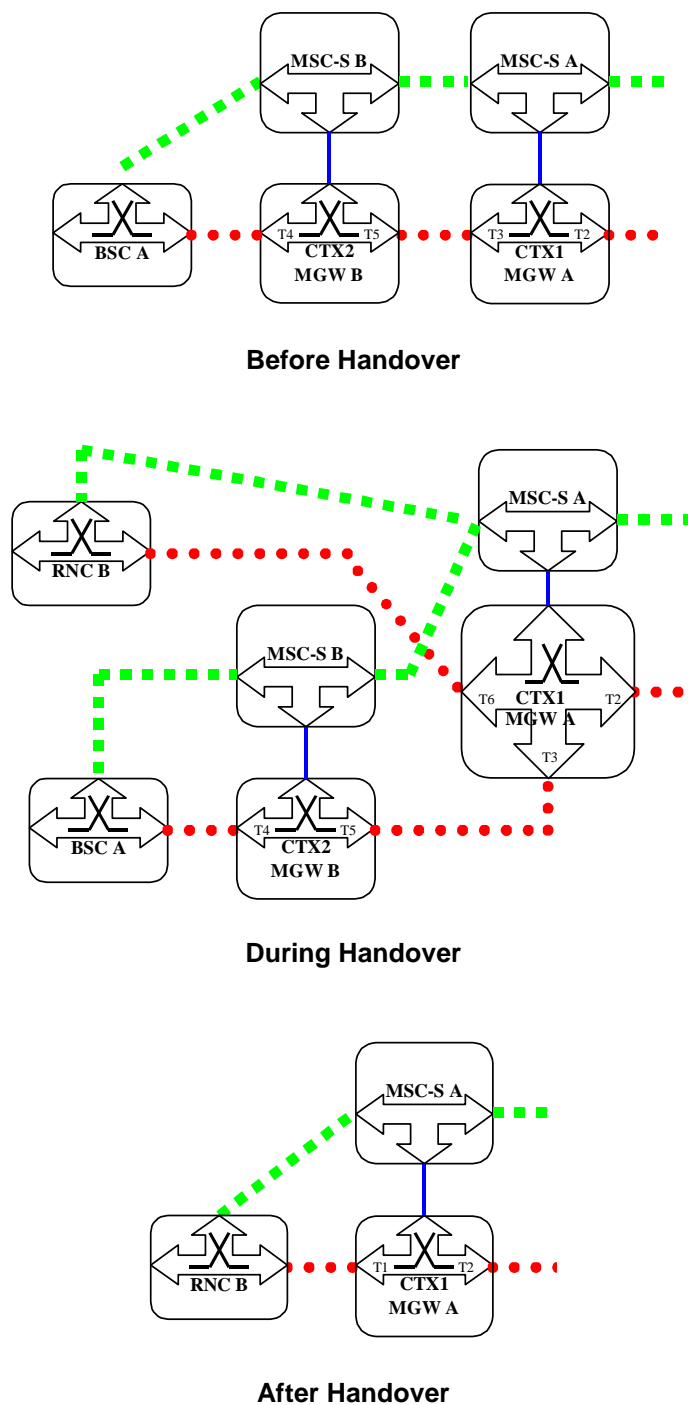 MSC-S B
MSC-S A
T4
T5
T3
T2
BSC A
CTX2
CTX1
MGW B
MGW A
Before Handover
MSC-S A
RNC B
MSC-S B
CTX1
T6
T2
MGW A
T3
T4
T5
BSC A
CTX2
MGW B
During Handover
MSC-S A
T1
T2
RNC B
CTX1
MGW A
After Handover